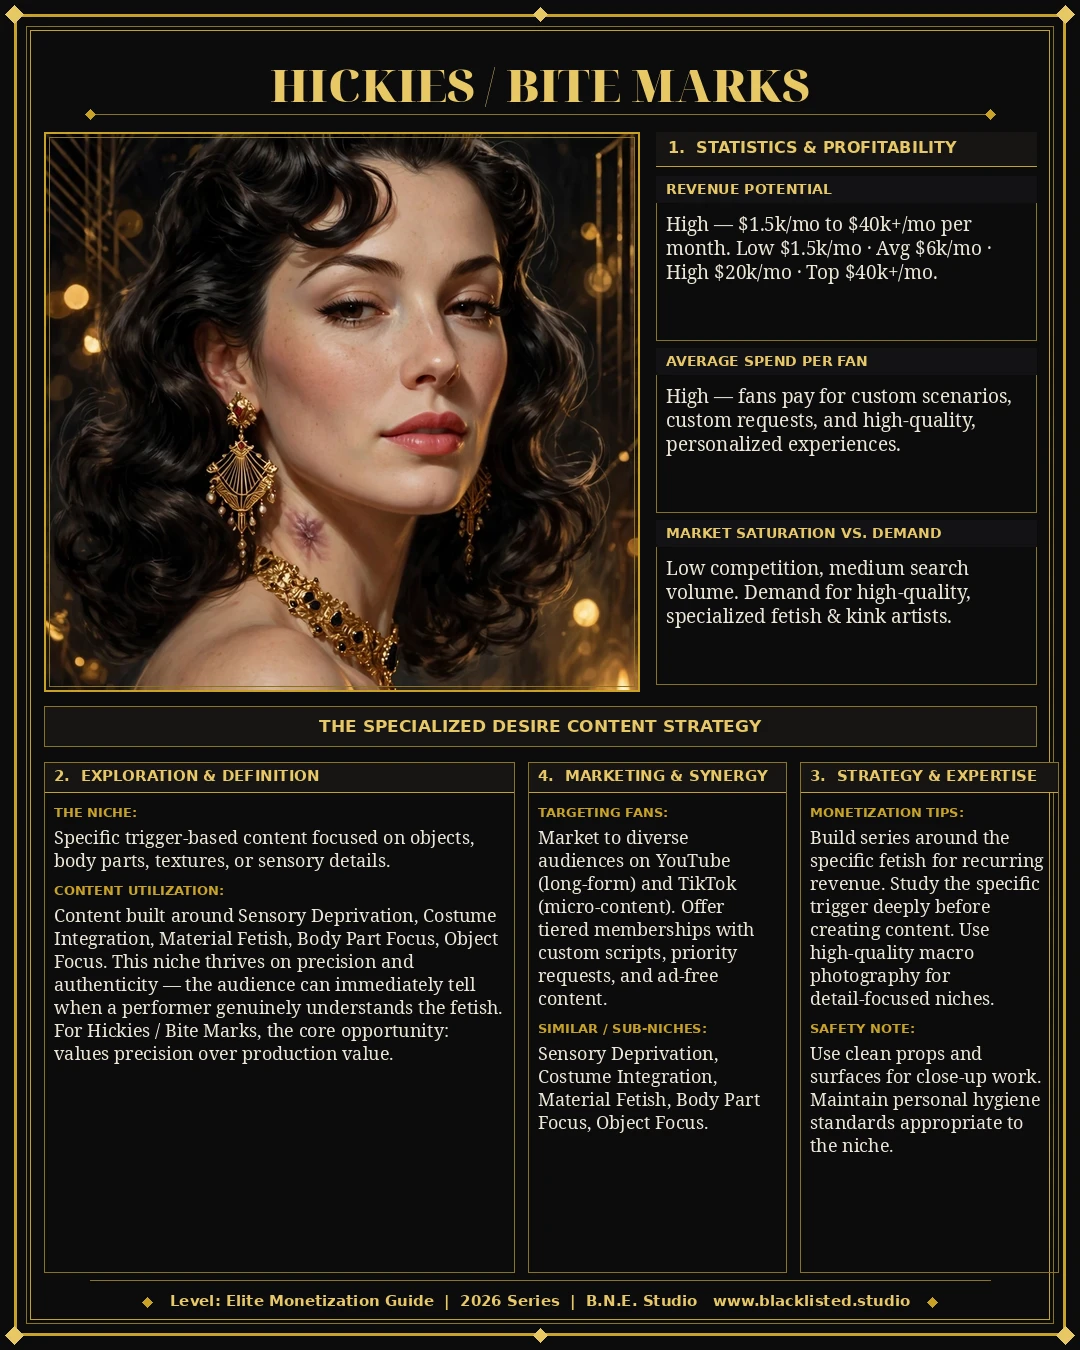 HICKIES / BITE MARKS
1. STATISTICS & PROFITABILITY
REVENUE POTENTIAL
High — $1.5k/mo to $40k+/mo per
month. Low $1.5k/mo · Avg $6k/mo ·
High $20k/mo · Top $40k+/mo.
AVERAGE SPEND PER FAN
High — fans pay for custom scenarios,
custom requests, and high-quality,
personalized experiences.
MARKET SATURATION VS. DEMAND
Low competition, medium search
volume. Demand for high-quality,
specialized fetish & kink artists.
THE SPECIALIZED DESIRE CONTENT STRATEGY
2. EXPLORATION & DEFINITION
THE NICHE:
Specific trigger-based content focused on objects,
body parts, textures, or sensory details.
CONTENT UTILIZATION:
Content built around Sensory Deprivation, Costume
Integration, Material Fetish, Body Part Focus, Object
Focus. This niche thrives on precision and
authenticity — the audience can immediately tell
when a performer genuinely understands the fetish.
For Hickies / Bite Marks, the core opportunity:
values precision over production value.
4. MARKETING & SYNERGY
TARGETING FANS:
Market to diverse
audiences on YouTube
(long-form) and TikTok
(micro-content). Offer
tiered memberships with
custom scripts, priority
requests, and ad-free
content.
SIMILAR / SUB-NICHES:
Sensory Deprivation,
Costume Integration,
Material Fetish, Body Part
Focus, Object Focus.
3. STRATEGY & EXPERTISE
MONETIZATION TIPS:
Build series around the
specific fetish for recurring
revenue. Study the specific
trigger deeply before
creating content. Use
high-quality macro
photography for
detail-focused niches.
SAFETY NOTE:
Use clean props and
surfaces for close-up work.
Maintain personal hygiene
standards appropriate to
the niche.
Level: Elite Monetization Guide | 2026 Series | B.N.E. Studio www.blacklisted.studio